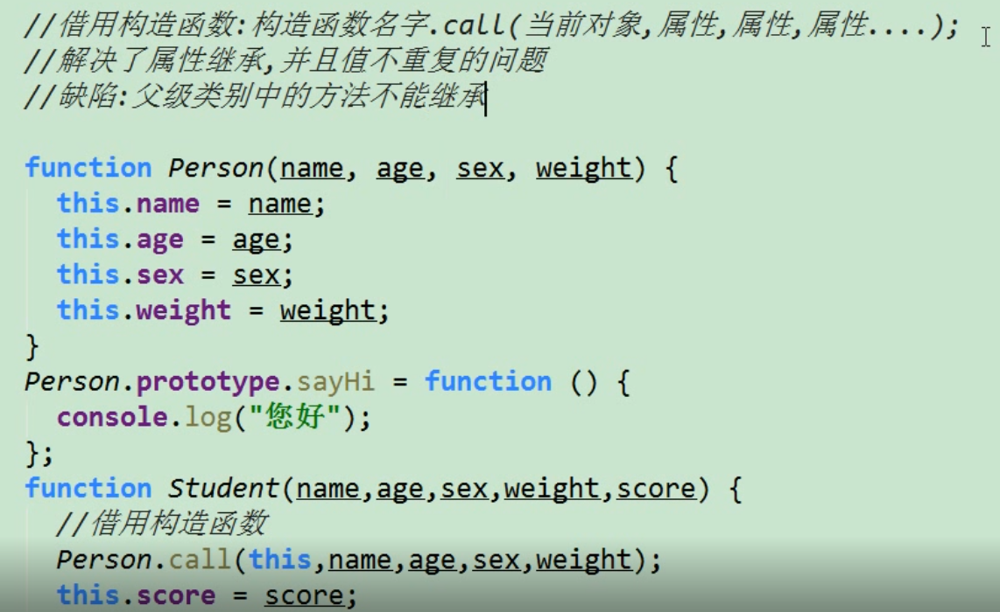 //借用构造函数:构造函数名字.call(当前对象,属性,属性,属性....);
//解决了属性继承,并且值不重复的问题
//缺陷:父级类别中的方法不能继承
function Person(name, age, sex, weight) {
this.name = name;
this.age = age;
this.sex = sex;
this.weight = weight;
}
Person.prototype.sayHi = function () {
console.log("您好");
};
function Student(name,age,sex,weight,score) {
//借用构造函数
Person.call(this,name,age,sex,weight);
this.score = score;